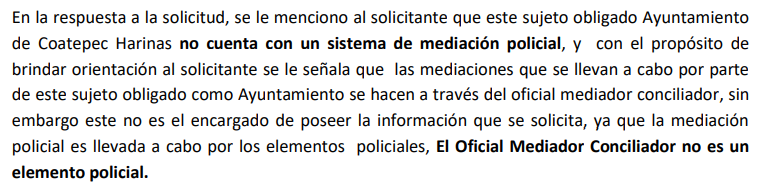 En la respuesta a la solicitud, se le menciono al solicitante que este sujeto obligado Ayuntamiento
de Coatepec Harinas no cuenta con un sistema de mediación policial, y con el propósito de
brindar orientación al solicitante se le señala que las mediaciones que se llevan a cabo por parte
de este sujeto obligado como Ayuntamiento se hacen a través del oficial mediador conciliador, sin
embargo este no es el encargado de poseer la información que se solicita, ya que la mediación
policial es llevada a cabo por los elementos policiales, El Oficial Mediador Conciliador no es un
elemento policial.